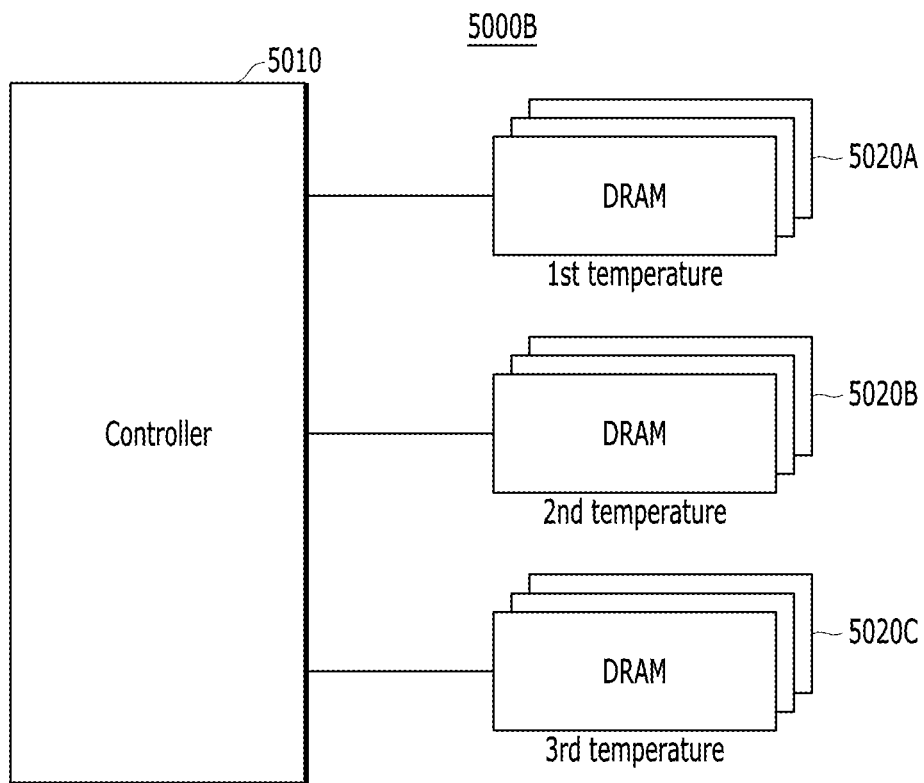 5000B
5010
Controller
DRAM
5020A
1st temperature
DRAM
5020B
2nd temperature
DRAM
5020C
3rd temperature